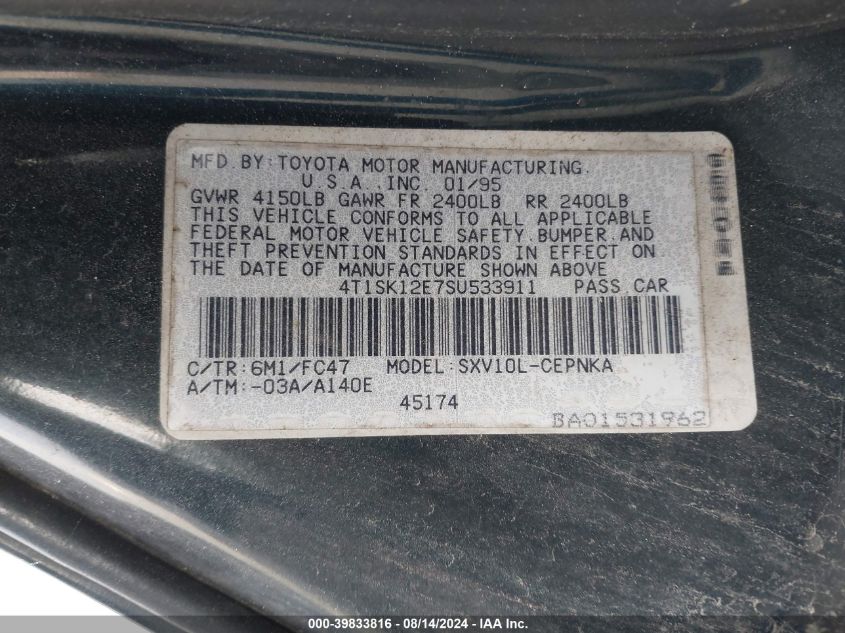 MFD.BY:TOYOTA MOTOR MANUFACTURING.
U.S.A.,INC. 01/95
GVWR 4150LB GAWR FR 2400LB RR 2400LB
THIS VEHICLE CONFORMS TO ALL APPLICABLE
FEDERAL MOTOR VEHICLE SAFETY.BUMPER.AND
THEFT PREVENTION STANDARDS IN EFFECT ON
THE DATE OF MANUFACTURE SHOWN ABOVE
4T1SK12E7SU533911 PASS.CAR
C/TR:6M1/FC47 MODEL:SXV10L-CEPNKA
A/TM:-03A/A140E
45174
BA01531962
000-39833816 - 08/14/2024 - IAA Inc.